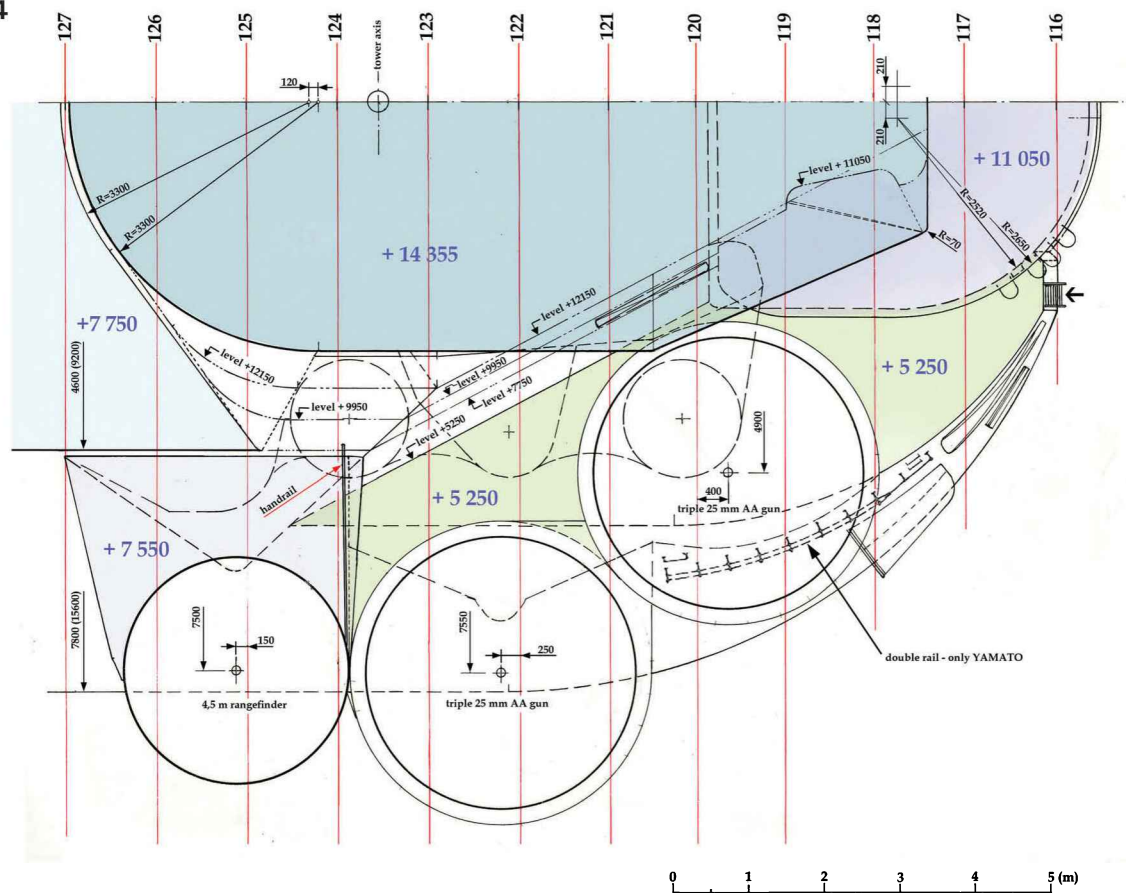 4
127 126 125 124 123 122 121 120 119 118 117 116
tower axis
120
210
210
R=3300
R=3300
level + 11050
+ 11 050
R=2520
R=2650
R=70
+ 14 355
+7 750
level +12150
level +12150
level +9950
level +7750
level + 9950
level +5250
4600 (9200)
+ 5 250
4900
400
triple 25 mm AA gun
handrail
+ 5 250
+ 7 550
7800 (15600)
7500
150
7550
250
double rail - only YAMATO
4,5 m rangefinder
triple 25 mm AA gun
0 1 2 3 4 5 (m)